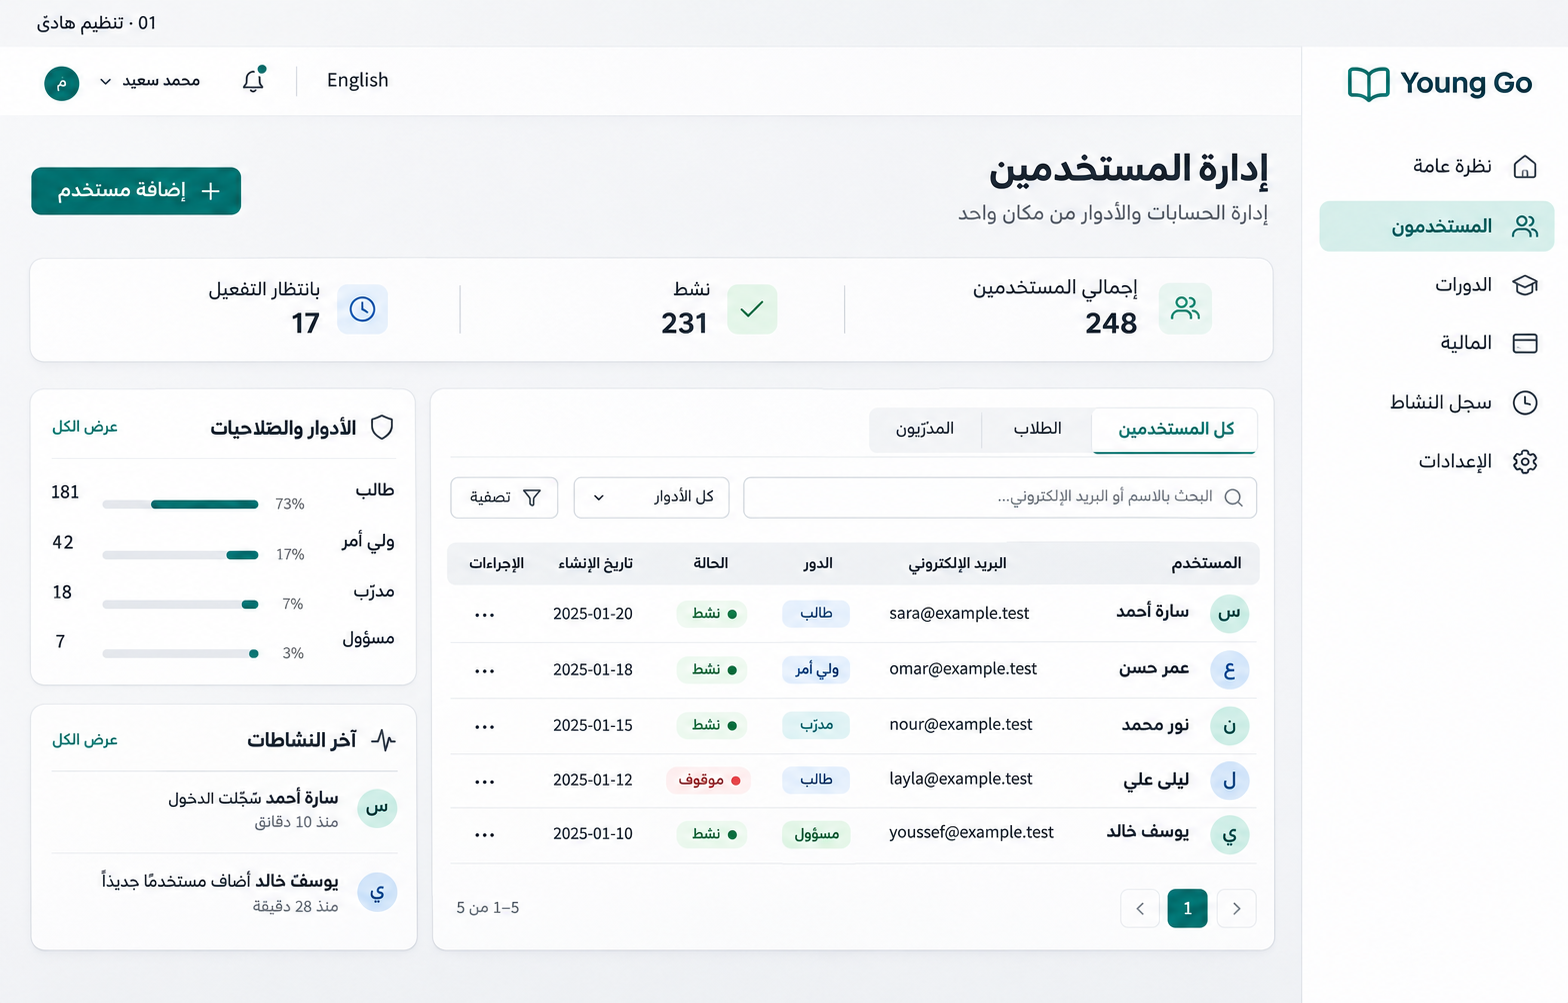 01 · تنظيم هادئ
Young Go
نظرة عامة
المستخدمون
الدورات
المالية
سجل النشاط
الإعدادات
English
محمد سعيد
م
إدارة المستخدمين
إدارة الحسابات والأدوار من مكان واحد
إضافة مستخدم
إجمالي المستخدمين
248
نشط
231
بانتظار التفعيل
17
كل المستخدمين
الطلاب
المدرّبون
البحث بالاسم أو البريد الإلكتروني...
كل الأدوار
تصفية
المستخدم البريد الإلكتروني الدور الحالة تاريخ الإنشاء الإجراءات
س سارة أحمد sara@example.test طالب نشط 2025-01-20 ...
ع عمر حسن omar@example.test ولي أمر نشط 2025-01-18 ...
ن نور محمد nour@example.test مدرّب نشط 2025-01-15 ...
ل ليلى علي layla@example.test طالب موقوف 2025-01-12 ...
ي يوسف خالد youssef@example.test مسؤول نشط 2025-01-10 ...
1
1–5 من 5
الأدوار والصّلاحيات
عرض الكل
طالب 73% 181
ولي أمر 17% 42
مدرّب 7% 18
مسؤول 3% 7
آخر النشاطات
عرض الكل
س
سارة أحمد سّجّلت الدخول
منذ 10 دقائق
ي
يوسفّ خالد أضاف مستخدمًا جديداً
منذ 28 دقيقة